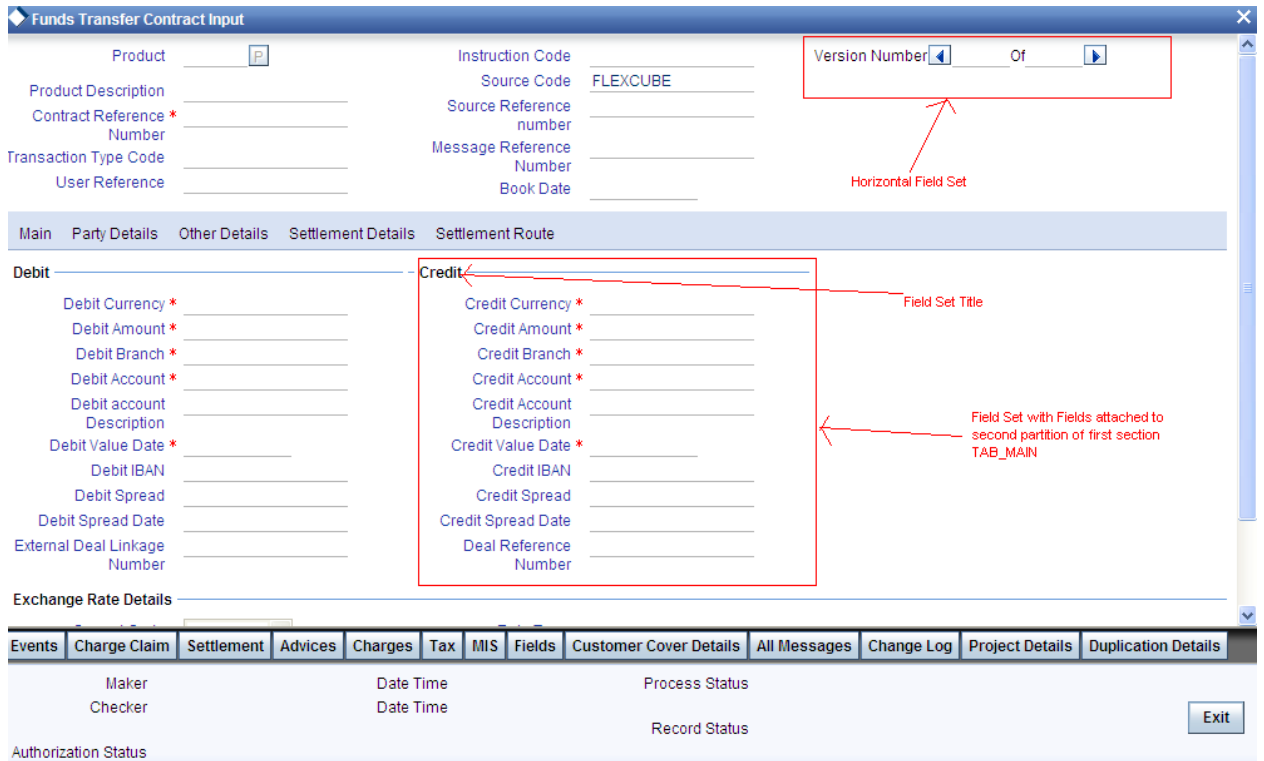 Funds Transfer Contract Input
Product P
Instruction Code
Version Number Of
Source Code FLEXCUBE
Product Description
Source Reference
number
Contract Reference *
Number
Message Reference
Number
Transaction Type Code
User Reference
Book Date
Horizontal Field Set
Main Party Details Other Details Settlement Details Settlement Route
Debit
Credit
Field Set Title
Debit Currency *
Credit Currency *
Debit Amount *
Credit Amount *
Debit Branch *
Credit Branch *
Debit Account *
Credit Account *
Debit account
Description
Credit Account
Description
Field Set with Fields attached to
second partition of first section
TAB_MAIN
Debit Value Date *
Credit Value Date *
Debit IBAN
Credit IBAN
Debit Spread
Credit Spread
Debit Spread Date
Credit Spread Date
External Deal Linkage
Number
Deal Reference
Number
Exchange Rate Details
Events Charge Claim Settlement Advices Charges Tax MIS Fields Customer Cover Details All Messages Change Log Project Details Duplication Details
Maker Date Time Process Status
Checker Date Time
Record Status
Exit
Authorization Status